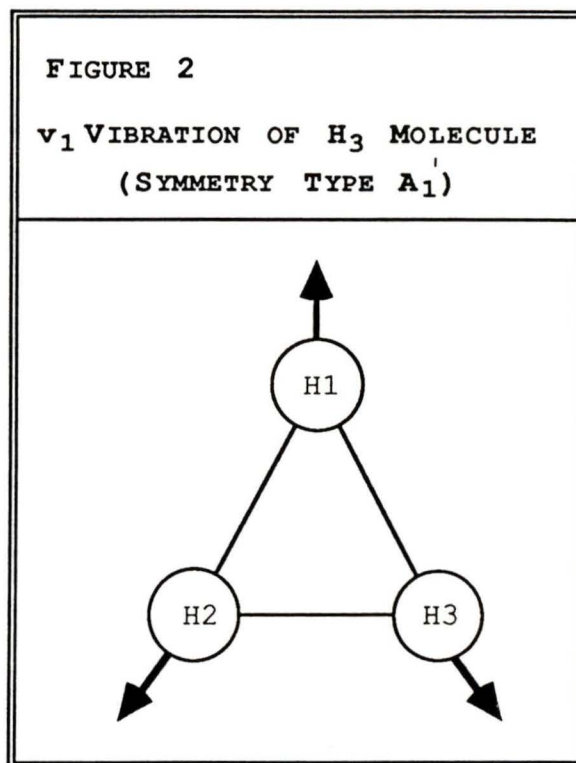 FIGURE 2
v₁ VIBRATION OF H₃ MOLECULE
(SYMMETRY TYPE A₁')
H1
H2
H3